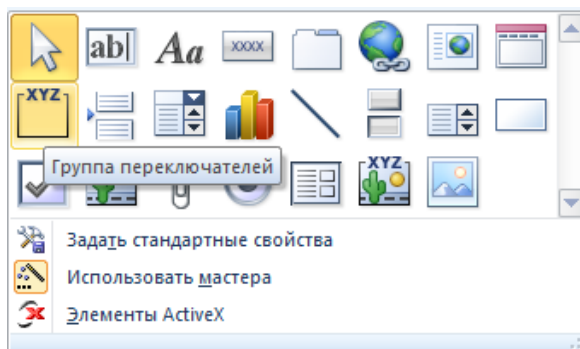 ab Aa xxxx
XYZ
Группа переключателей
XYZ
Задать стандартные свойства
Использовать мастера
Элементы ActiveX